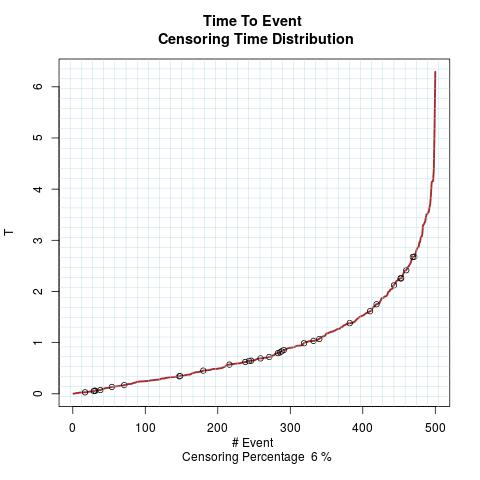 Time To Event
Censoring Time Distribution
6
5
4
3
2
1
0
T
0 100 200 300 400 500
# Event
Censoring Percentage 6 %